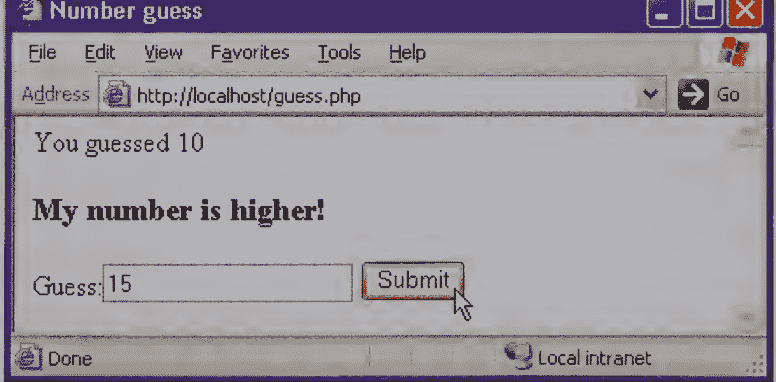 Number guess
File Edit View Favorites Tools Help
Address http://localhost/guess.php Go
You guessed 10
My number is higher!
Guess: 15 Submit
Done Local intranet